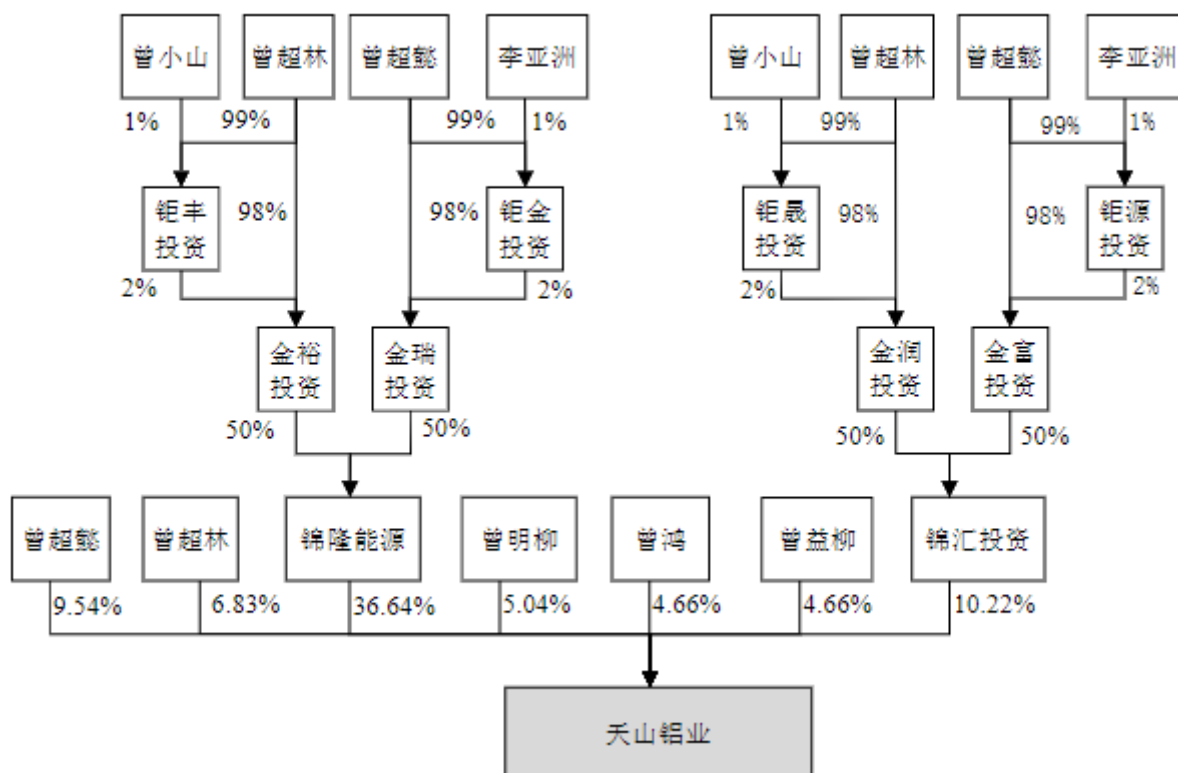 曾小山
曾超林
曾超懿
李亚洲
曾小山
曾超林
曾超懿
李亚洲
1%
99%
99%
1%
1%
99%
99%
1%
钜丰
投资
98%
98%
钜金
投资
钜晟
投资
98%
98%
钜源
投资
2%
2%
2%
2%
金裕
投资
金瑞
投资
金润
投资
金富
投资
50%
50%
50%
50%
曾超懿
曾超林
锦隆能源
曾明柳
曾鸿
曾益柳
锦汇投资
9.54%
6.83%
36.64%
5.04%
4.66%
4.66%
10.22%
天山铝业